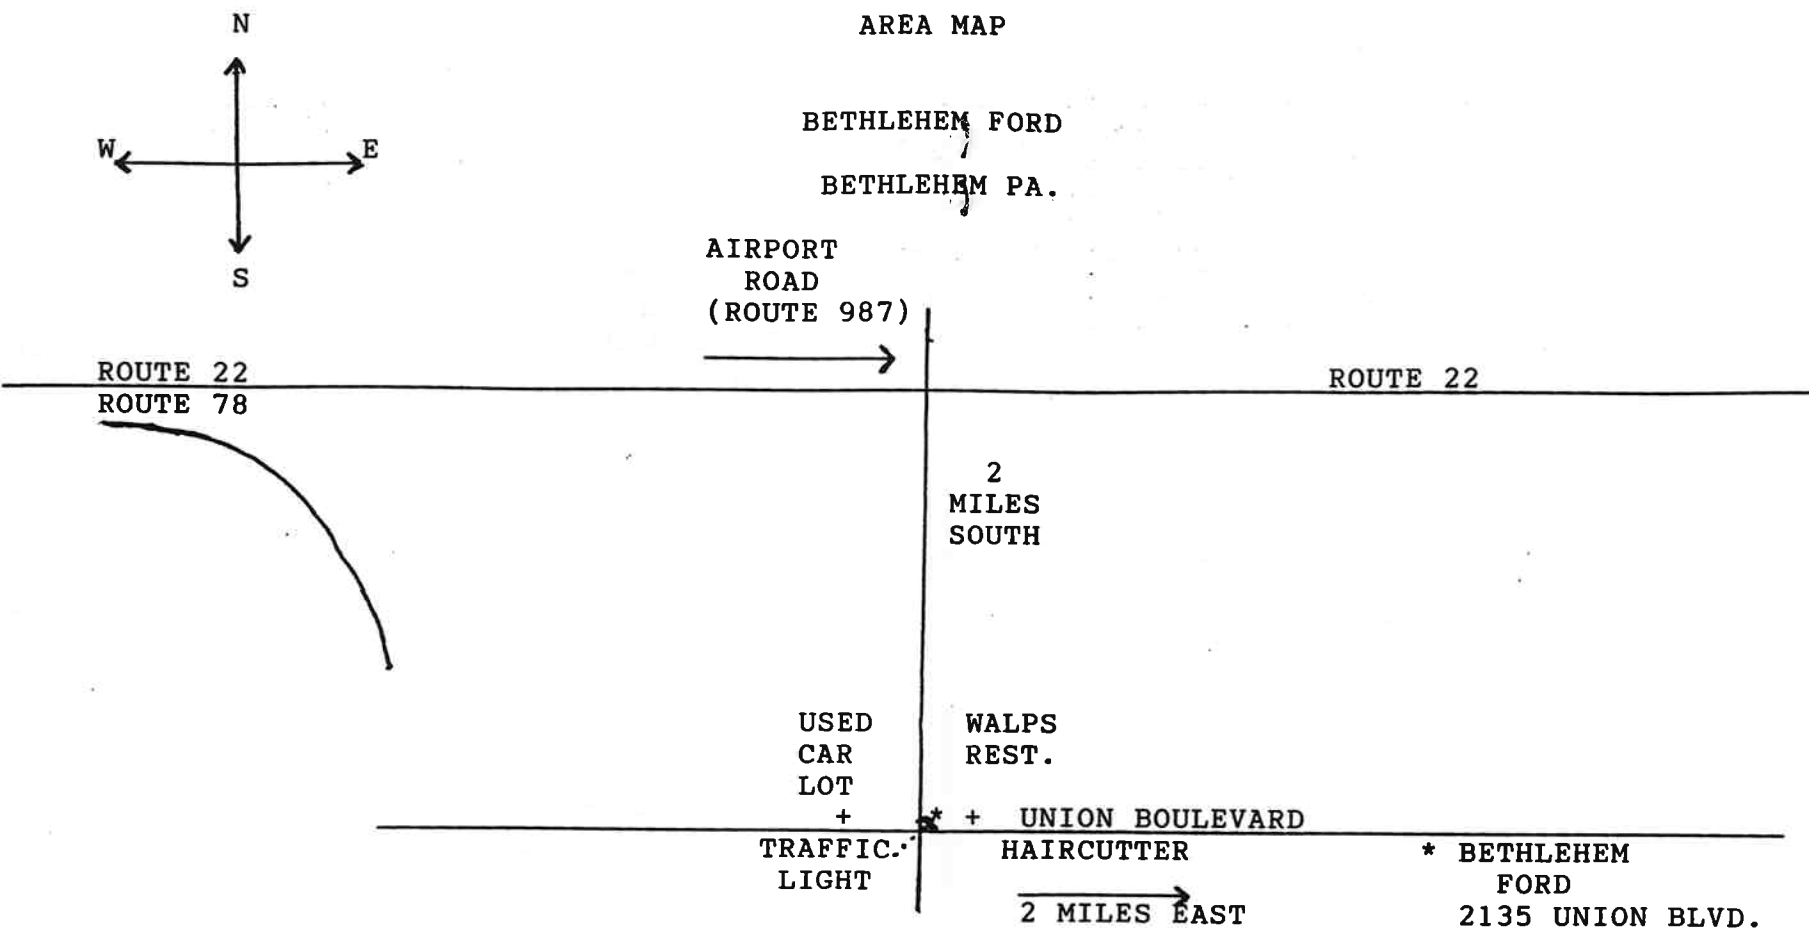 N
AREA MAP
BETHLEHEM FORD
W
E
BETHLEHEM PA.
S
AIRPORT
ROAD
(ROUTE 987)
ROUTE 22
ROUTE 22
ROUTE 78
2
MILES
SOUTH
USED
CAR
LOT
+
WALPS
REST.
* + UNION BOULEVARD
TRAFFIC
LIGHT
HAIRCUTTER
2 MILES EAST
* BETHLEHEM
FORD
2135 UNION BLVD.